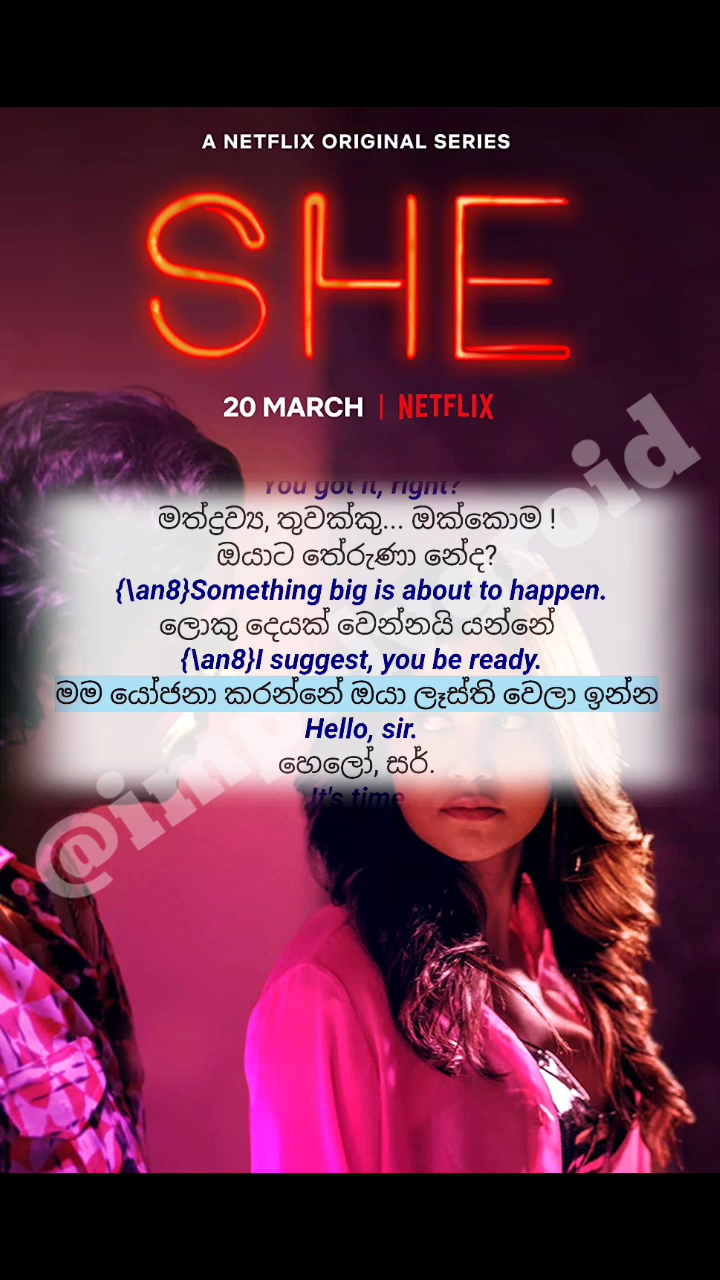 A NETFLIX ORIGINAL SERIES
SHE
20 MARCH | NETFLIX
You got it, right?
මත්ද්‍රව්‍ය, තුවක්කු... ඔක්කොම !
ඔයාට තේරුණා නේද?
{\an8}Something big is about to happen.
ලොකු දෙයක් වෙන්නයි යන්නේ
{\an8}I suggest, you be ready.
මම යෝජනා කරන්නේ ඔයා ලෑස්ති වෙලා ඉන්න
Hello, sir.
හෙලෝ, සර්.
It's time